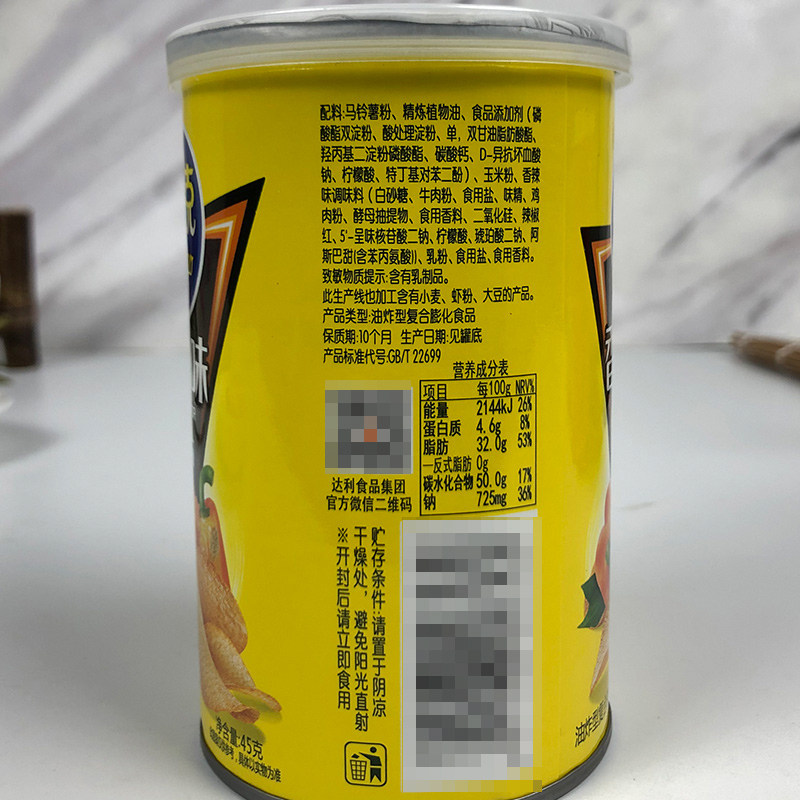 配料:马铃薯粉、精炼植物油、食品添加剂（磷
酸酯双淀粉、酸处理淀粉、单，双甘油脂肪酸酯、
羟丙基二淀粉磷酸酯、碳酸钙、D-异抗坏血酸
钠、柠檬酸、特丁基对苯二酚）、玉米粉、香辣
味调味料（白砂糖、牛肉粉、食用盐、味精、鸡
肉粉、酵母抽提物、食用香料、二氧化硅、辣椒
红、5'-呈味核苷酸二钠、柠檬酸、琥珀酸二钠、阿
斯巴甜(含苯丙氨酸)）、乳粉、食用盐、食用香料。
致敏物质提示:含有乳制品。
此生产线也加工含有小麦、虾粉、大豆的产品。
产品类型:油炸型复合膨化食品
保质期:10个月 生产日期:见罐底
产品标准代号:GB/T 22699
营养成分表
项目 每100g NRV%
能量 2144kJ 26%
蛋白质 4.6g 8%
脂肪 32.0g 53%
—反式脂肪 0g
碳水化合物 50.0g 17%
钠 725mg 36%
达利食品集团
官方微信二维码
贮存条件:请置于阴凉
干燥处，避免阳光直射
※开封后请立即食用
克
味
净含量:45克
具体以实物为准
香
油炸型